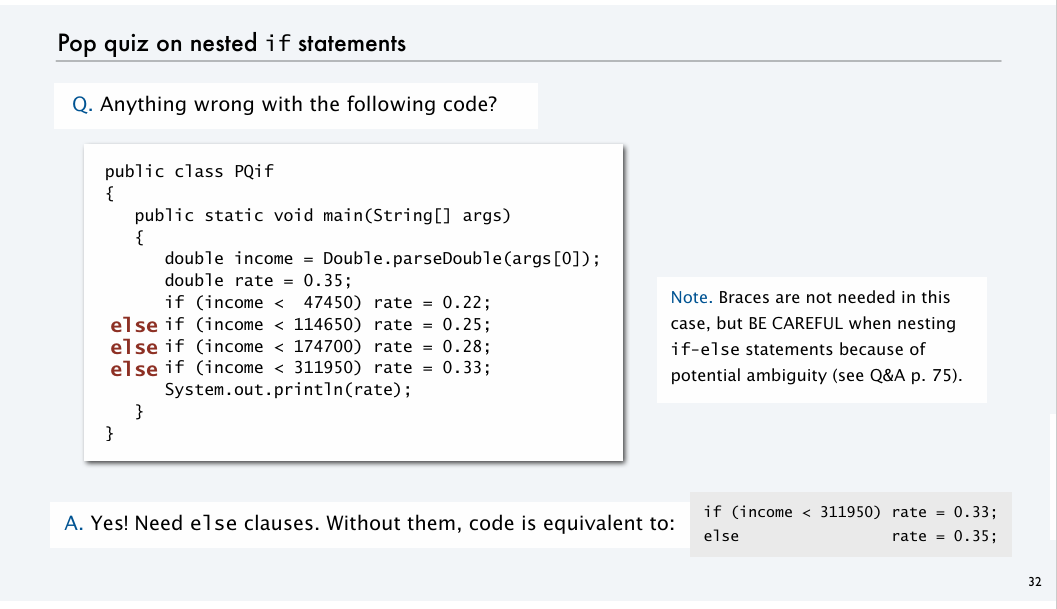 Pop quiz on nested if statements
Q. Anything wrong with the following code?
public class PQif
{
   public static void main(String[] args)
   {
      double income = Double.parseDouble(args[0]);
      double rate = 0.35;
      if (income <  47450) rate = 0.22;
else if (income < 114650) rate = 0.25;
else if (income < 174700) rate = 0.28;
else if (income < 311950) rate = 0.33;
      System.out.println(rate);
   }
}
Note. Braces are not needed in this
case, but BE CAREFUL when nesting
if-else statements because of
potential ambiguity (see Q&A p. 75).
A. Yes! Need else clauses. Without them, code is equivalent to:
if (income < 311950) rate = 0.33;
else                 rate = 0.35;
32